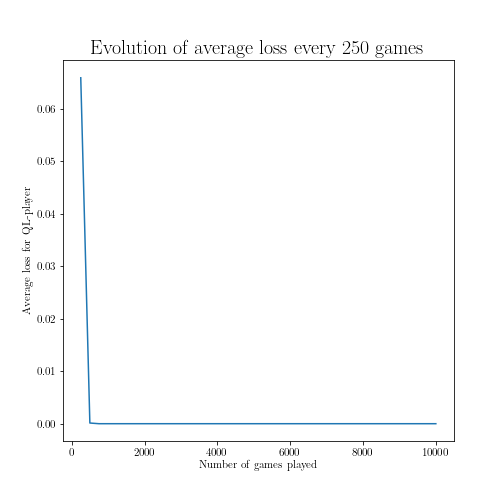 Evolution of average loss every 250 games
0.06
0.05
0.04
0.03
0.02
0.01
0.00
Average loss for QL-player
0 2000 4000 6000 8000 10000
Number of games played